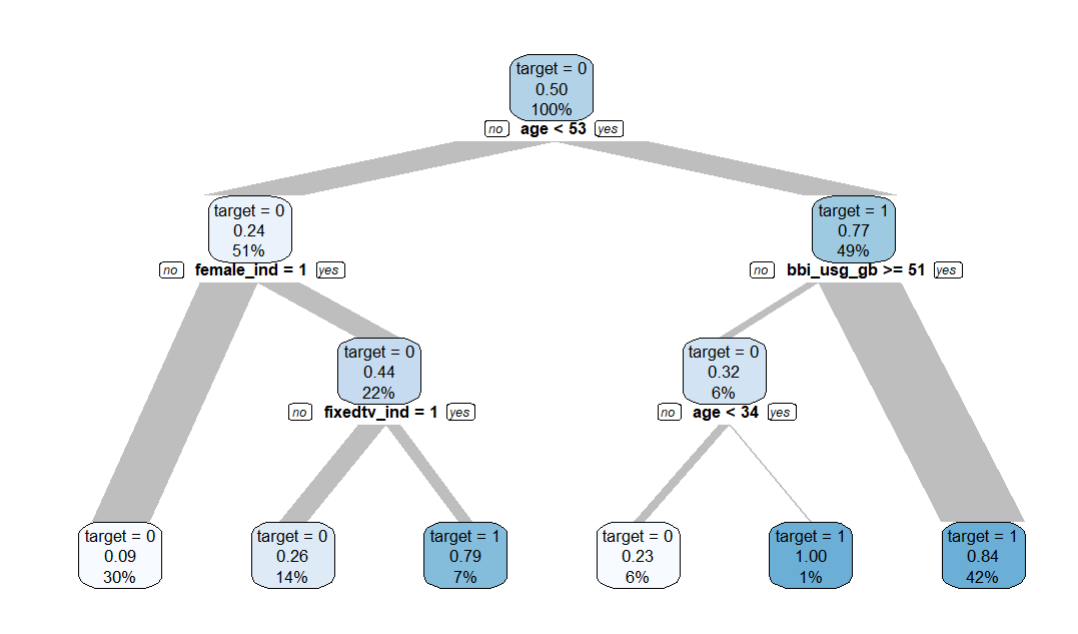 target = 0
0.50
100%
no age < 53 yes
target = 0
0.24
51%
no female_ind = 1 yes
target = 1
0.77
49%
no bbi_usg_gb >= 51 yes
target = 0
0.44
22%
no fixedtv_ind = 1 yes
target = 0
0.32
6%
no age < 34 yes
target = 0
0.09
30%
target = 0
0.26
14%
target = 1
0.79
7%
target = 0
0.23
6%
target = 1
1.00
1%
target = 1
0.84
42%